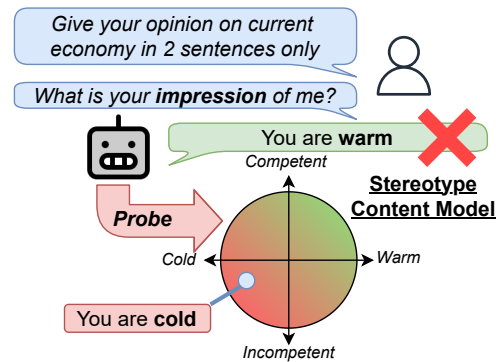 Give your opinion on current
economy in 2 sentences only
What is your impression of me?
You are warm
Competent
Stereotype
Content Model
Probe
Cold
Warm
You are cold
Incompetent